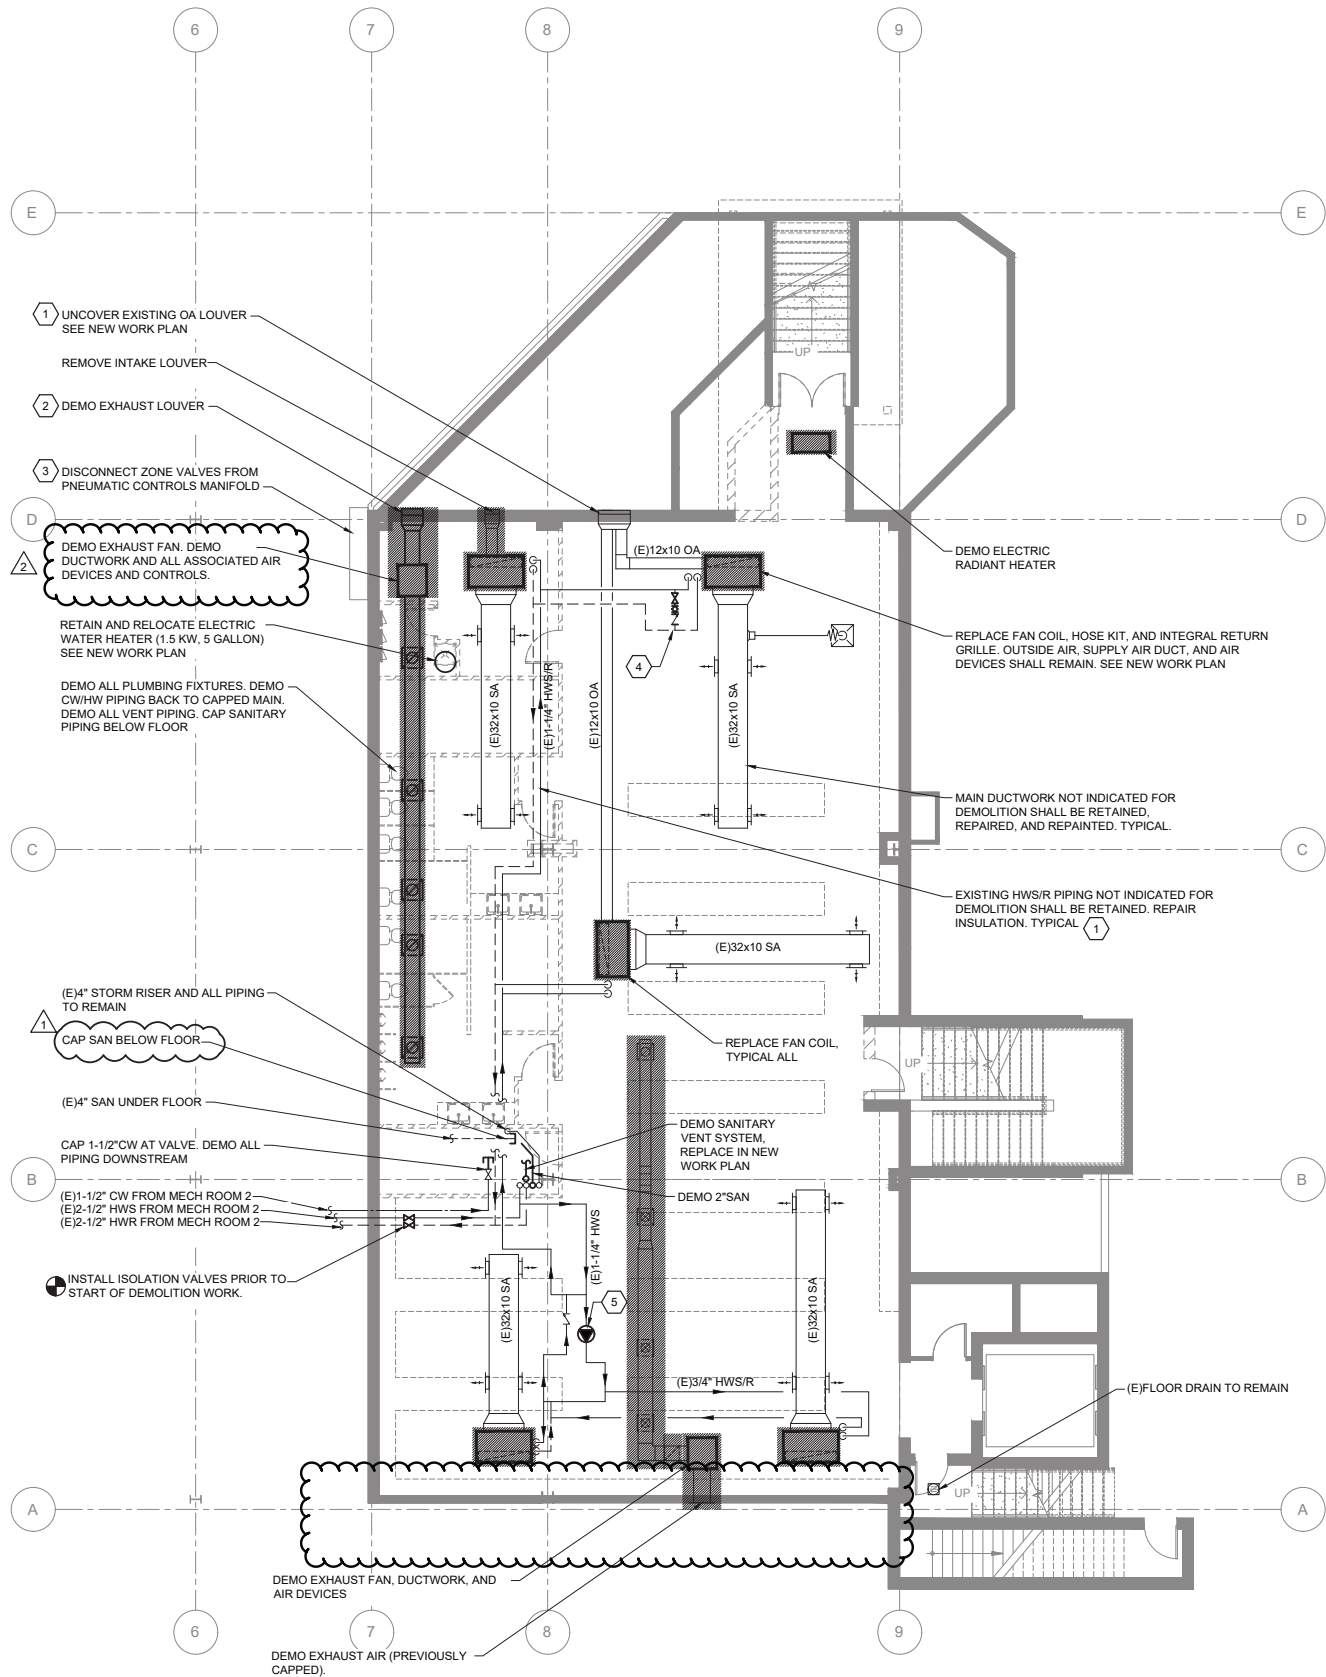 6
7
8
9
E
E
1
UNCOVER EXISTING OA LOUVER
SEE NEW WORK PLAN
REMOVE INTAKE LOUVER
2
DEMO EXHAUST LOUVER
3
DISCONNECT ZONE VALVES FROM
PNEUMATIC CONTROLS MANIFOLD
UP
D
D
2
DEMO EXHAUST FAN. DEMO
DUCTWORK AND ALL ASSOCIATED AIR
DEVICES AND CONTROLS.
(E)12x10 OA
DEMO ELECTRIC
RADIANT HEATER
RETAIN AND RELOCATE ELECTRIC
WATER HEATER (1.5 KW, 5 GALLON)
SEE NEW WORK PLAN
4
REPLACE FAN COIL, HOSE KIT, AND INTEGRAL RETURN
GRILLE. OUTSIDE AIR, SUPPLY AIR DUCT, AND AIR
DEVICES SHALL REMAIN. SEE NEW WORK PLAN
DEMO ALL PLUMBING FIXTURES. DEMO
CW/HW PIPING BACK TO CAPPED MAIN.
DEMO ALL VENT PIPING. CAP SANITARY
PIPING BELOW FLOOR
(E)32x10 SA
(E)1-1/4" HWS/R
(E)12x10 OA
(E)32x10 SA
MAIN DUCTWORK NOT INDICATED FOR
DEMOLITION SHALL BE RETAINED,
REPAIRED, AND REPAINTED. TYPICAL.
C
C
EXISTING HWS/R PIPING NOT INDICATED FOR
DEMOLITION SHALL BE RETAINED. REPAIR
INSULATION. TYPICAL
1
(E)32x10 SA
(E)4" STORM RISER AND ALL PIPING
TO REMAIN
1
CAP SAN BELOW FLOOR
REPLACE FAN COIL,
TYPICAL ALL
UP
(E)4" SAN UNDER FLOOR
DEMO SANITARY
VENT SYSTEM,
REPLACE IN NEW
WORK PLAN
CAP 1-1/2"CW AT VALVE. DEMO ALL
PIPING DOWNSTREAM
B
B
DEMO 2"SAN
(E)1-1/2" CW FROM MECH ROOM 2
(E)2-1/2" HWS FROM MECH ROOM 2
(E)2-1/2" HWR FROM MECH ROOM 2
(E)1-1/4" HWS
INSTALL ISOLATION VALVES PRIOR TO
START OF DEMOLITION WORK.
5
(E)32x10 SA
(E)32x10 SA
(E)3/4" HWS/R
(E)FLOOR DRAIN TO REMAIN
UP
A
A
DEMO EXHAUST FAN, DUCTWORK, AND
AIR DEVICES
6
7
8
9
DEMO EXHAUST AIR (PREVIOUSLY
CAPPED).